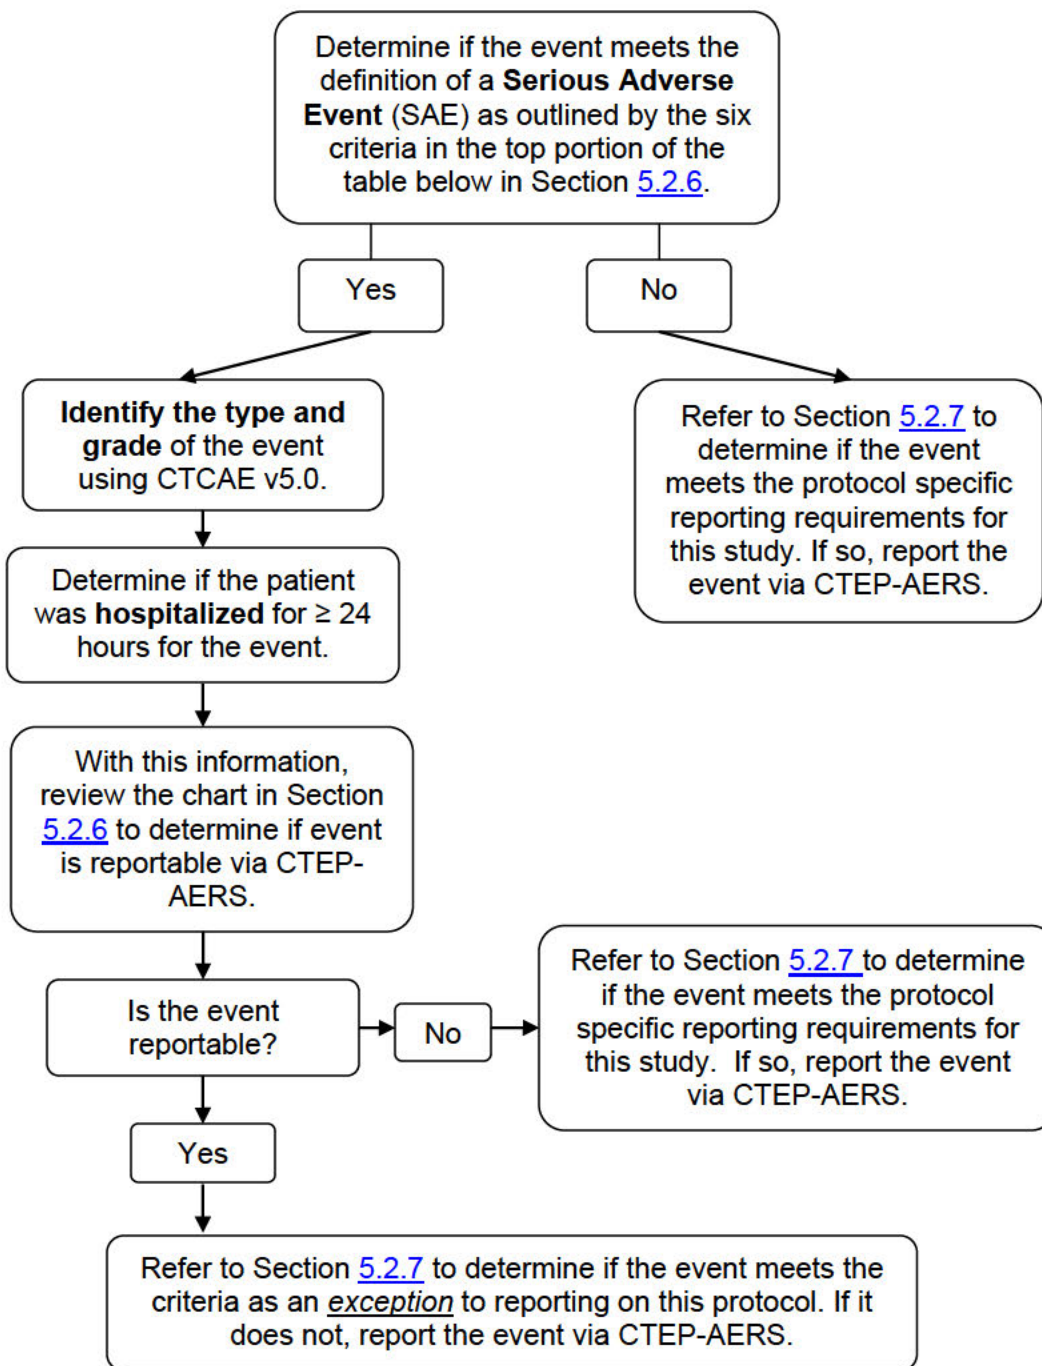 Determine if the event meets the
definition of a Serious Adverse
Event (SAE) as outlined by the six
criteria in the top portion of the
table below in Section 5.2.6.
Yes
No
Identify the type and
grade of the event
using CTCAE v5.0.
Refer to Section 5.2.7 to
determine if the event
meets the protocol specific
reporting requirements for
this study. If so, report the
event via CTEP-AERS.
Determine if the patient
was hospitalized for ≥ 24
hours for the event.
With this information,
review the chart in Section
5.2.6 to determine if event
is reportable via CTEP-
AERS.
Is the event
reportable?
No
Refer to Section 5.2.7 to determine
if the event meets the protocol
specific reporting requirements for
this study.  If so, report the event
via CTEP-AERS.
Yes
Refer to Section 5.2.7 to determine if the event meets the
criteria as an exception to reporting on this protocol. If it
does not, report the event via CTEP-AERS.